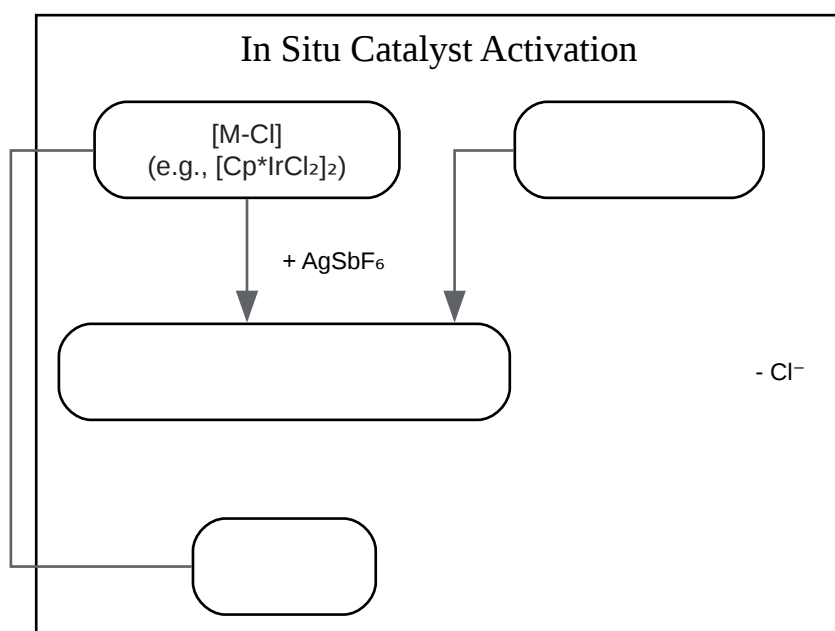 In Situ Catalyst Activation
[M-Cl]
(e.g., [Cp*IrCl₂]₂)
+ AgSbF₆
- Cl⁻